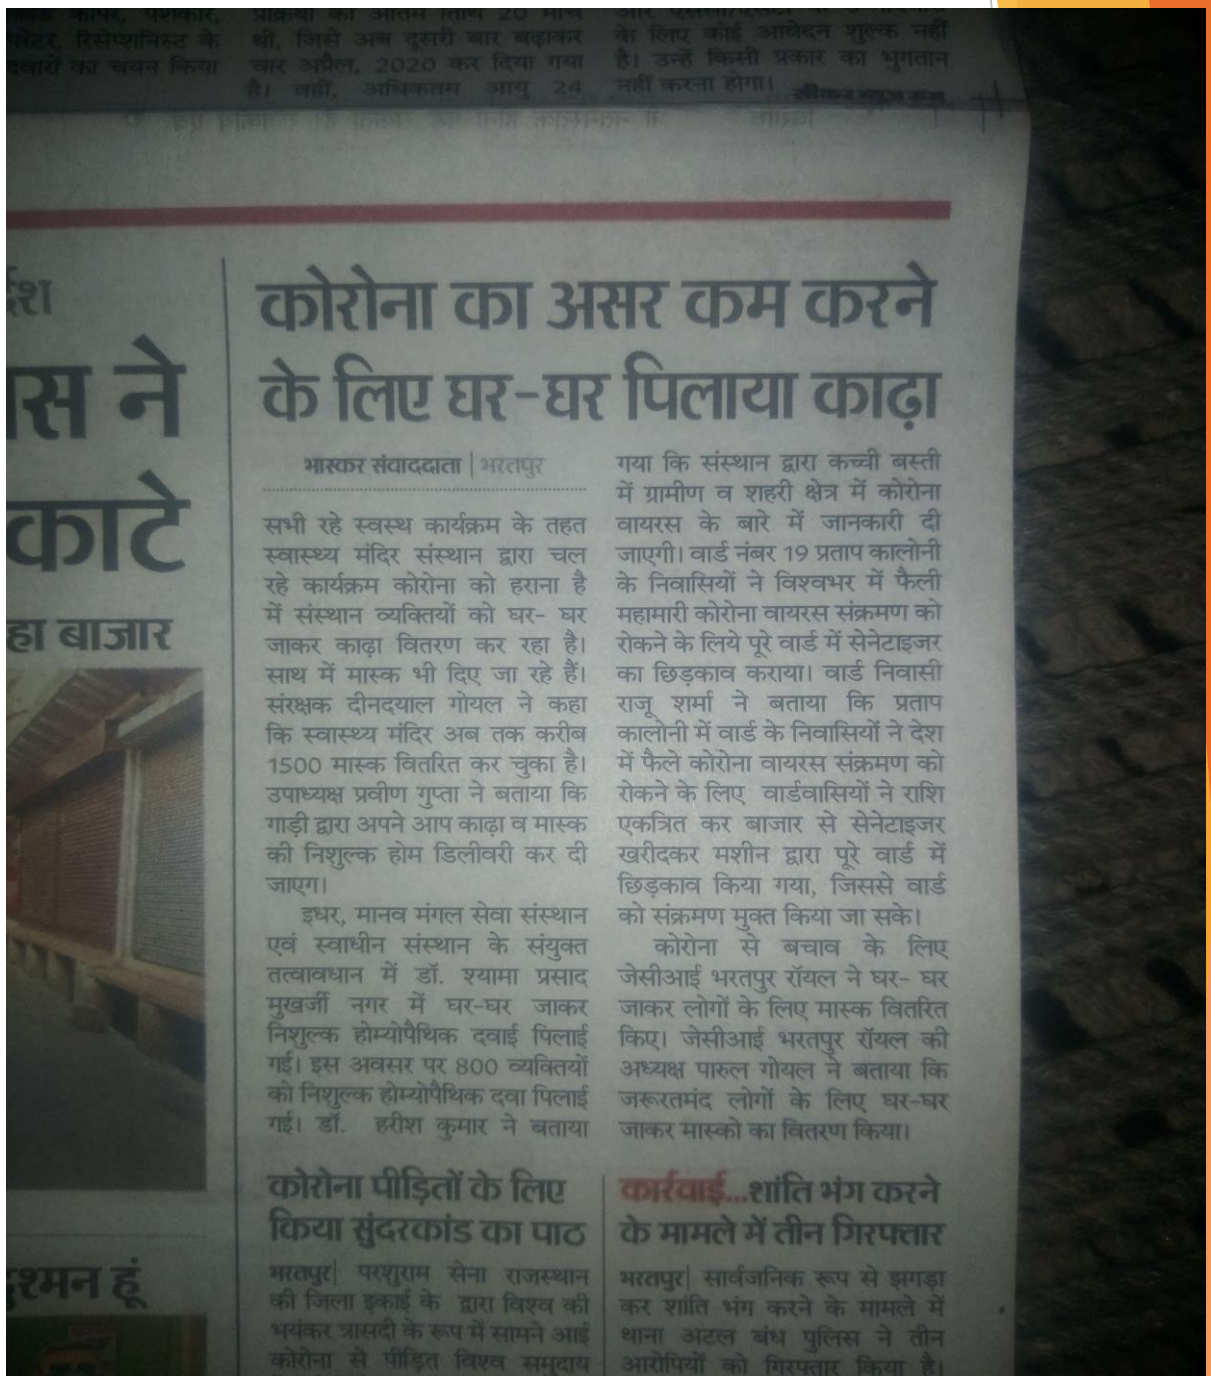 रिसेप्शनिस्ट के
का चयन किया
प्रक्रिया की अंतिम तिथि 20 मार्च
थी, जिसे अब दूसरी बार बढ़ाकर
चार अप्रैल, 2020 कर दिया गया
है। वहीं, अधिकतम आयु 24
के लिए कोई आवेदन शुल्क नहीं
है। उन्हें किसी प्रकार का भुगतान
नहीं करना होगा।
स ने
काटे
हा बाजार
श्मन हूं
कोरोना का असर कम करने
के लिए घर-घर पिलाया काढ़ा
भास्कर संवाददाता | भरतपुर
सभी रहे स्वस्थ कार्यक्रम के तहत
स्वास्थ्य मंदिर संस्थान द्वारा चल
रहे कार्यक्रम कोरोना को हराना है
में संस्थान व्यक्तियों को घर- घर
जाकर काढ़ा वितरण कर रहा है।
साथ में मास्क भी दिए जा रहे हैं।
संरक्षक दीनदयाल गोयल ने कहा
कि स्वास्थ्य मंदिर अब तक करीब
1500 मास्क वितरित कर चुका है।
उपाध्यक्ष प्रवीण गुप्ता ने बताया कि
गाड़ी द्वारा अपने आप काढ़ा व मास्क
की निशुल्क होम डिलीवरी कर दी
जाएग।
इधर, मानव मंगल सेवा संस्थान
एवं स्वाधीन संस्थान के संयुक्त
तत्वावधान में डॉ. श्यामा प्रसाद
मुखर्जी नगर में घर-घर जाकर
निशुल्क होम्योपैथिक दवाई पिलाई
गई। इस अवसर पर 800 व्यक्तियों
को निशुल्क होम्योपैथिक दवा पिलाई
गई। डॉ. हरीश कुमार ने बताया
गया कि संस्थान द्वारा कच्ची बस्ती
में ग्रामीण व शहरी क्षेत्र में कोरोना
वायरस के बारे में जानकारी दी
जाएगी। वार्ड नंबर 19 प्रताप कालोनी
के निवासियों ने विश्वभर में फैली
महामारी कोरोना वायरस संक्रमण को
रोकने के लिये पूरे वार्ड में सेनेटाइजर
का छिड़काव कराया। वार्ड निवासी
राजू शर्मा ने बताया कि प्रताप
कालोनी में वार्ड के निवासियों ने देश
में फैले कोरोना वायरस संक्रमण को
रोकने के लिए वार्डवासियों ने राशि
एकत्रित कर बाजार से सेनेटाइजर
खरीदकर मशीन द्वारा पूरे वार्ड में
छिड़काव किया गया, जिससे वार्ड
को संक्रमण मुक्त किया जा सके।
कोरोना से बचाव के लिए
जेसीआई भरतपुर रॉयल ने घर- घर
जाकर लोगों के लिए मास्क वितरित
किए। जेसीआई भरतपुर रॉयल की
अध्यक्ष पारुल गोयल ने बताया कि
जरूरतमंद लोगों के लिए घर-घर
जाकर मास्को का वितरण किया।
कोरोना पीड़ितों के लिए
किया सुंदरकांड का पाठ
भरतपुर| परशुराम सेना राजस्थान
की जिला इकाई के द्वारा विश्व की
भयंकर त्रासदी के रूप में सामने आई
कोरोना से पीड़ित विश्व समुदाय
कार्रवाई...शांति भंग करने
के मामले में तीन गिरफ्तार
भरतपुर| सार्वजनिक रूप से झगड़ा
कर शांति भंग करने के मामले में
थाना अटल बंध पुलिस ने तीन
आरोपियों को गिरफ्तार किया है।